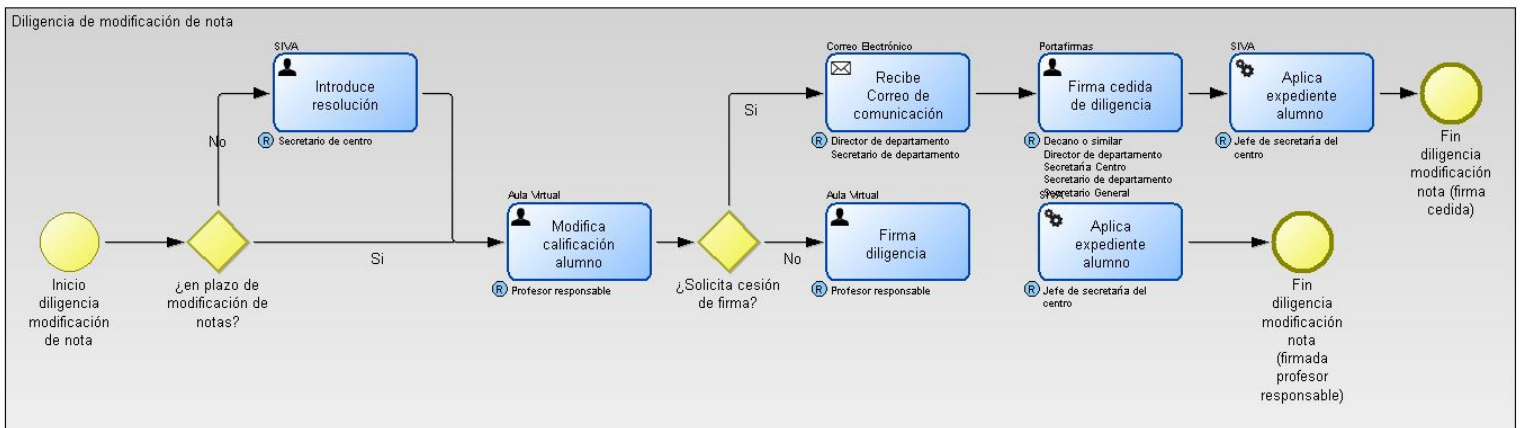 Diligencia de modificación de nota
SIVA
Introduce
resolución
R
Secretario de centro
No
Inicio
diligencia
modificación
de nota
¿en plazo de
modificación de
notas?
Si
Aula Virtual
Modifica
calificación
alumno
R
Profesor responsable
¿Solicita cesión
de firma?
Si
Correo Electrónico
Recibe
Correo de
comunicación
R
Director de departamento
Secretario de departamento
Portafirmas
Firma cedida
de diligencia
R
Decano o similar
Director de departamento
Secretaría Centro
Secretario de departamento
Secretario General
SIVA
Aplica
expediente
alumno
R
Jefe de secretaría del
centro
Fin
diligencia
modificación
nota (firma
cedida)
No
Aula Virtual
Firma
diligencia
R
Profesor responsable
SIVA
Aplica
expediente
alumno
R
Jefe de secretaría del
centro
Fin
diligencia
modificación
nota
(firmada
profesor
responsable)